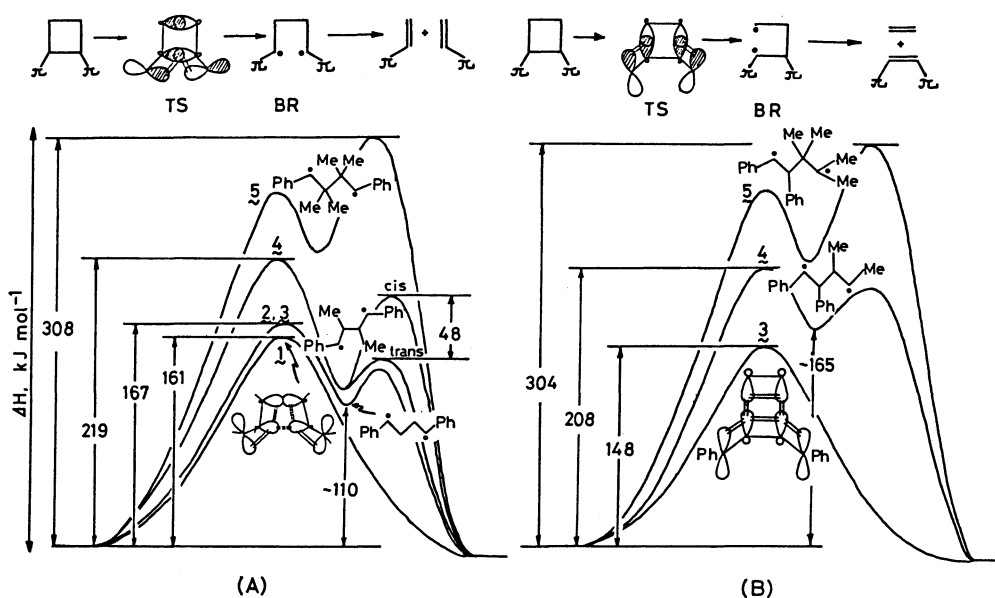 π π
TS
π π
BR
π + π
π π
TS
π π
BR
+
π π
ΔH, kJ mol⁻¹
308
219
167
161
~110
48
5
4
2,3
1
cis
trans
Ph
Me
Me
Me
Me
Ph
Me
Ph
Ph
Me
Ph
Ph
(A)
304
208
148
~165
5
4
3
Me
Me
Me
Ph
Me
Ph
Me
Me
Ph
Ph
Ph
Ph
(B)